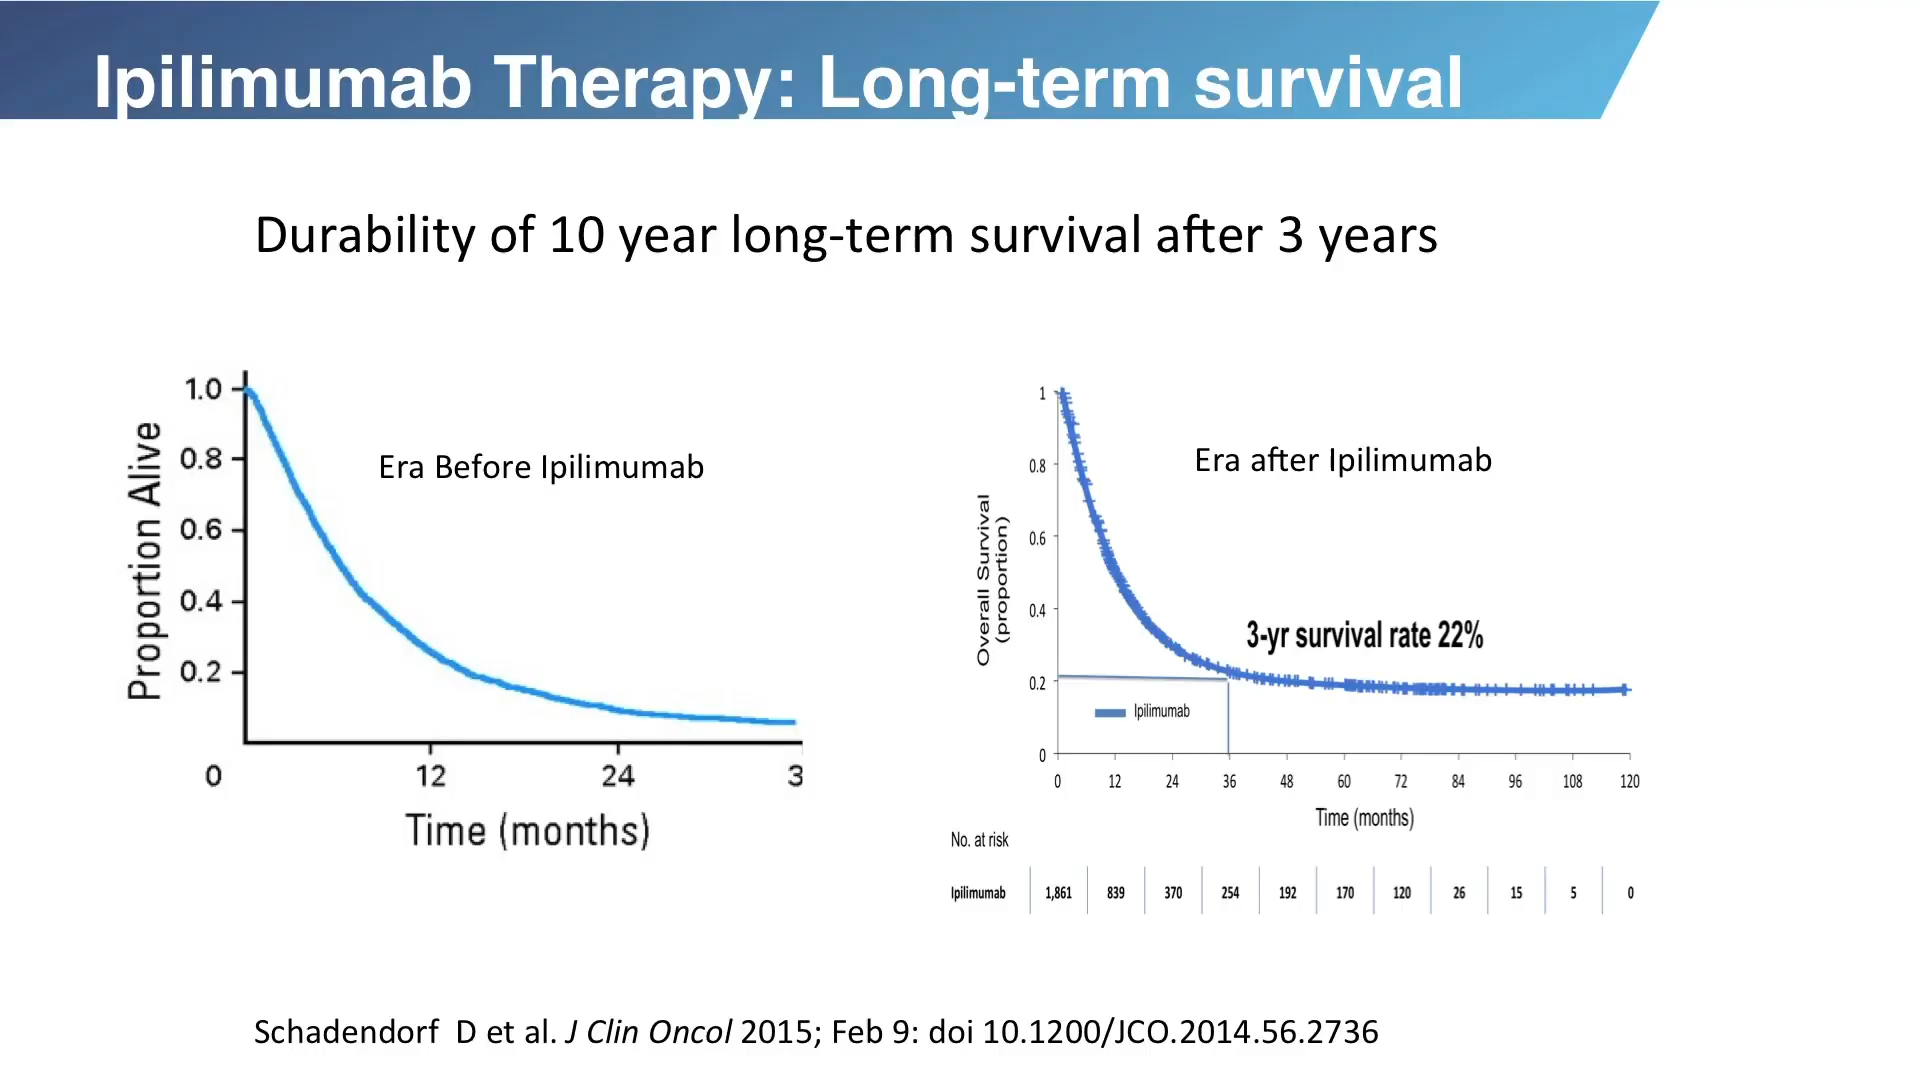 Ipilimumab Therapy: Long-term survival
Durability of 10 year long-term survival after 3 years
Era Before Ipilimumab
Proportion Alive
1.0
0.8
0.6
0.4
0.2
0 12 24 3
Time (months)
Era after Ipilimumab
Overall Survival
(proportion)
1
0.8
0.6
0.4
0.2
0
3-yr survival rate 22%
Ipilimumab
0 12 24 36 48 60 72 84 96 108 120
Time (months)
No. at risk
Ipilimumab 1,861 839 370 254 192 170 120 26 15 5 0
Schadendorf D et al. J Clin Oncol 2015; Feb 9: doi 10.1200/JCO.2014.56.2736